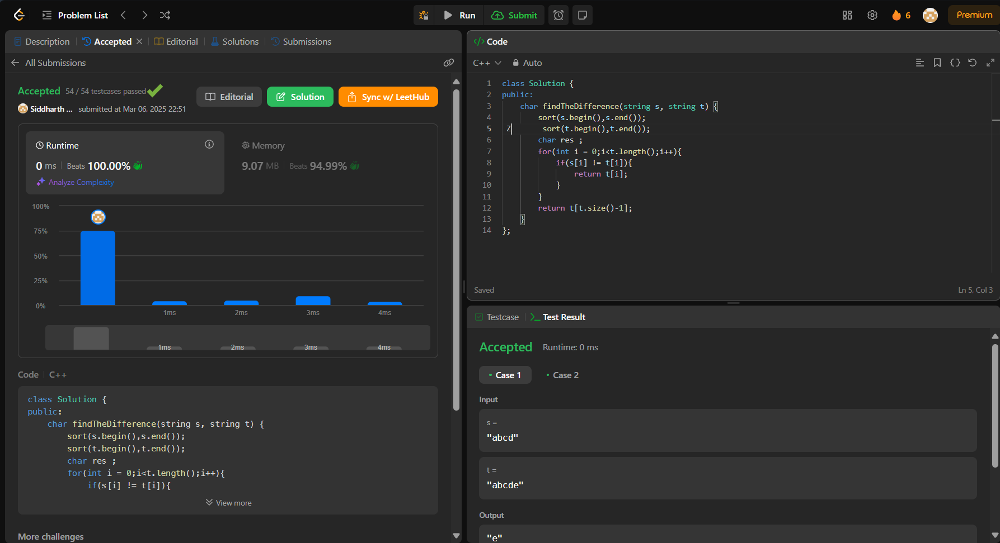 Problem List
Run
Submit
6
Premium
Description
Accepted
Editorial
Solutions
Submissions
All Submissions
Accepted 54 / 54 testcases passed
Siddharth ... submitted at Mar 06, 2025 22:51
Editorial
Solution
Sync w/ LeetHub
Runtime
0 ms Beats 100.00%
Analyze Complexity
Memory
9.07 MB Beats 94.99%
100%
75%
50%
25%
0%
1ms 2ms 3ms 4ms
1ms 2ms 3ms 4ms
Code C++
class Solution {
public:
    char findTheDifference(string s, string t) {
        sort(s.begin(),s.end());
        sort(t.begin(),t.end());
        char res ;
        for(int i = 0;i<t.length();i++){
            if(s[i] != t[i]){
View more
More challenges
</> Code
C++
Auto
1 class Solution {
2 public:
3     char findTheDifference(string s, string t) {
4         sort(s.begin(),s.end());
5  Z       sort(t.begin(),t.end());
6         char res ;
7         for(int i = 0;i<t.length();i++){
8             if(s[i] != t[i]){
9                 return t[i];
10             }
11         }
12         return t[t.size()-1];
13     }
14 };
Saved
Ln 5, Col 3
Testcase
>_ Test Result
Accepted Runtime: 0 ms
• Case 1
• Case 2
Input
s =
"abcd"
t =
"abcde"
Output
"e"